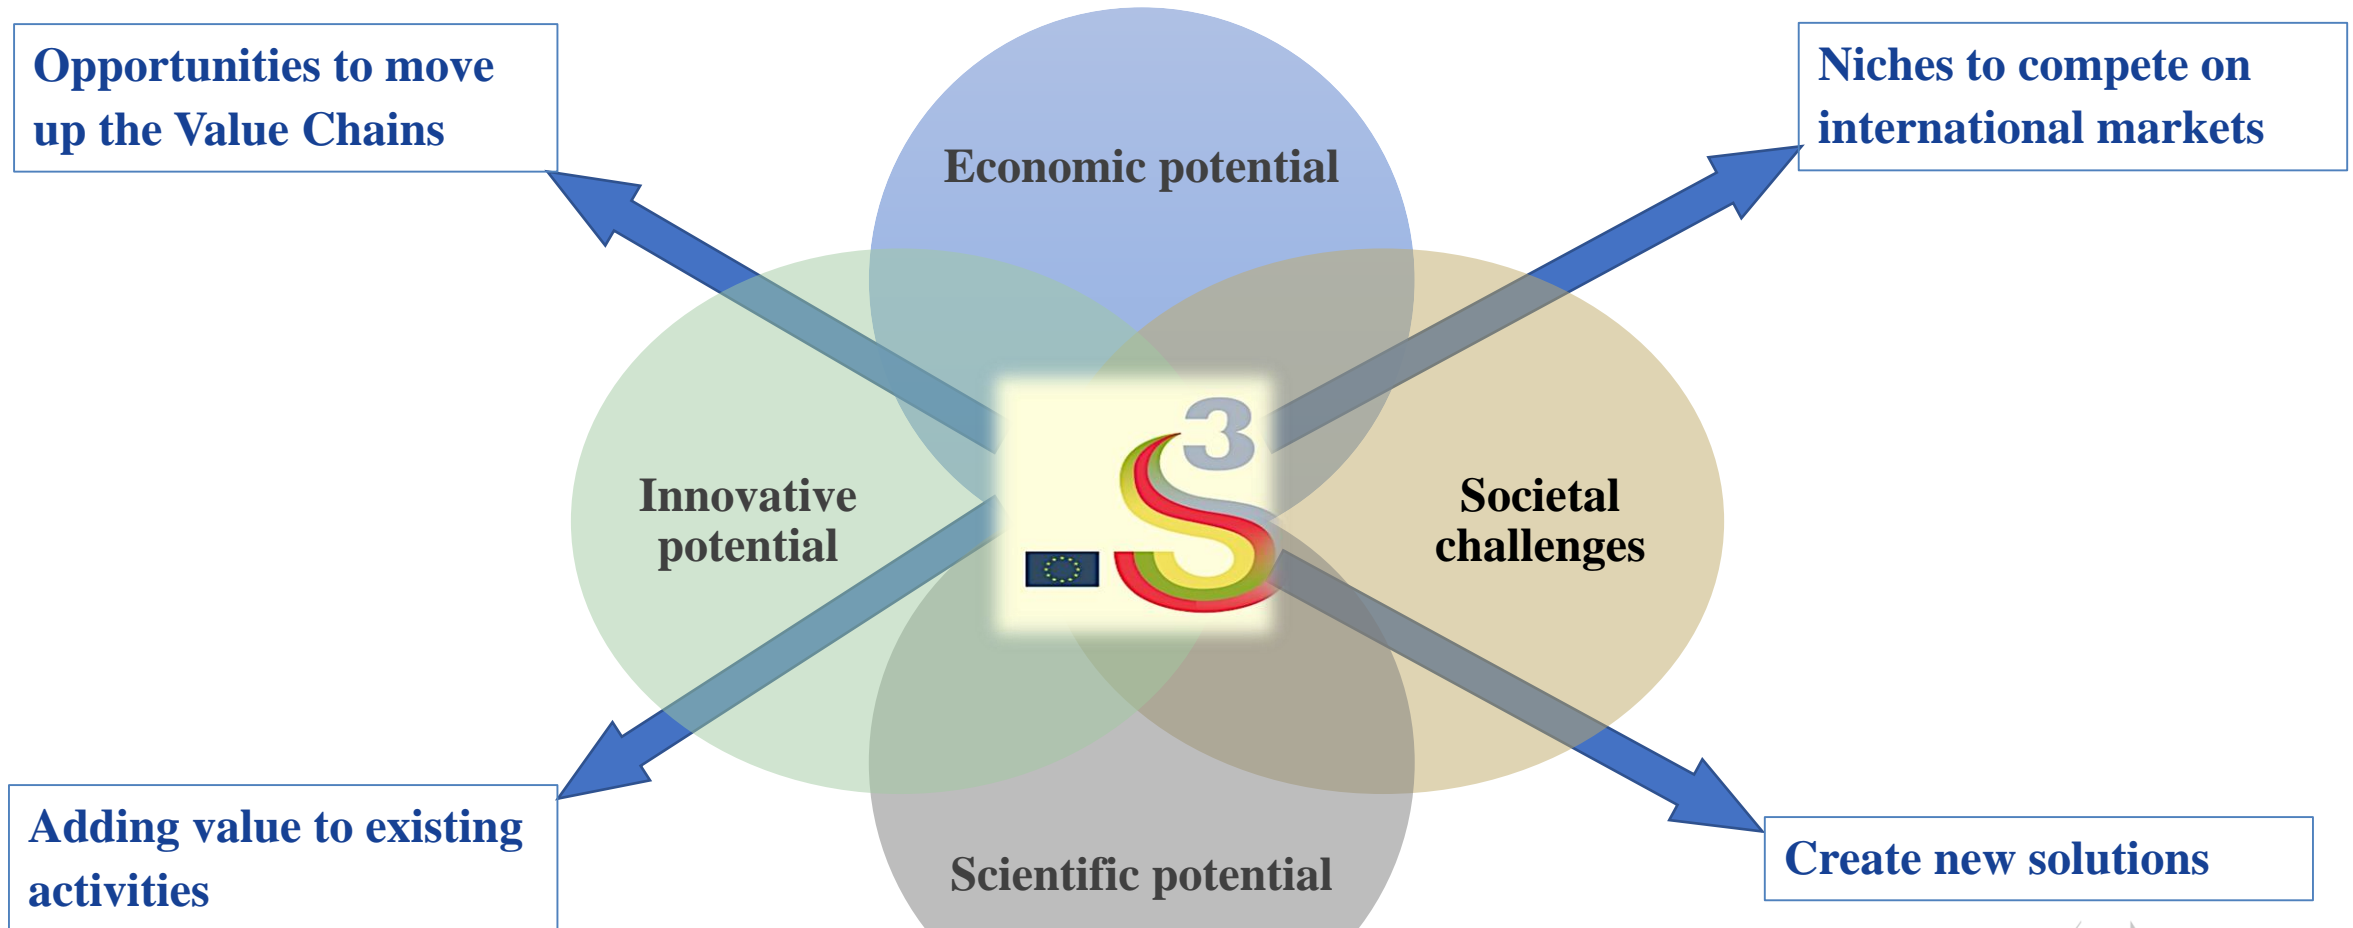 Opportunities to move
up the Value Chains
Niches to compete on
international markets
Economic potential
3
S
Innovative
potential
Societal
challenges
Adding value to existing
activities
Scientific potential
Create new solutions